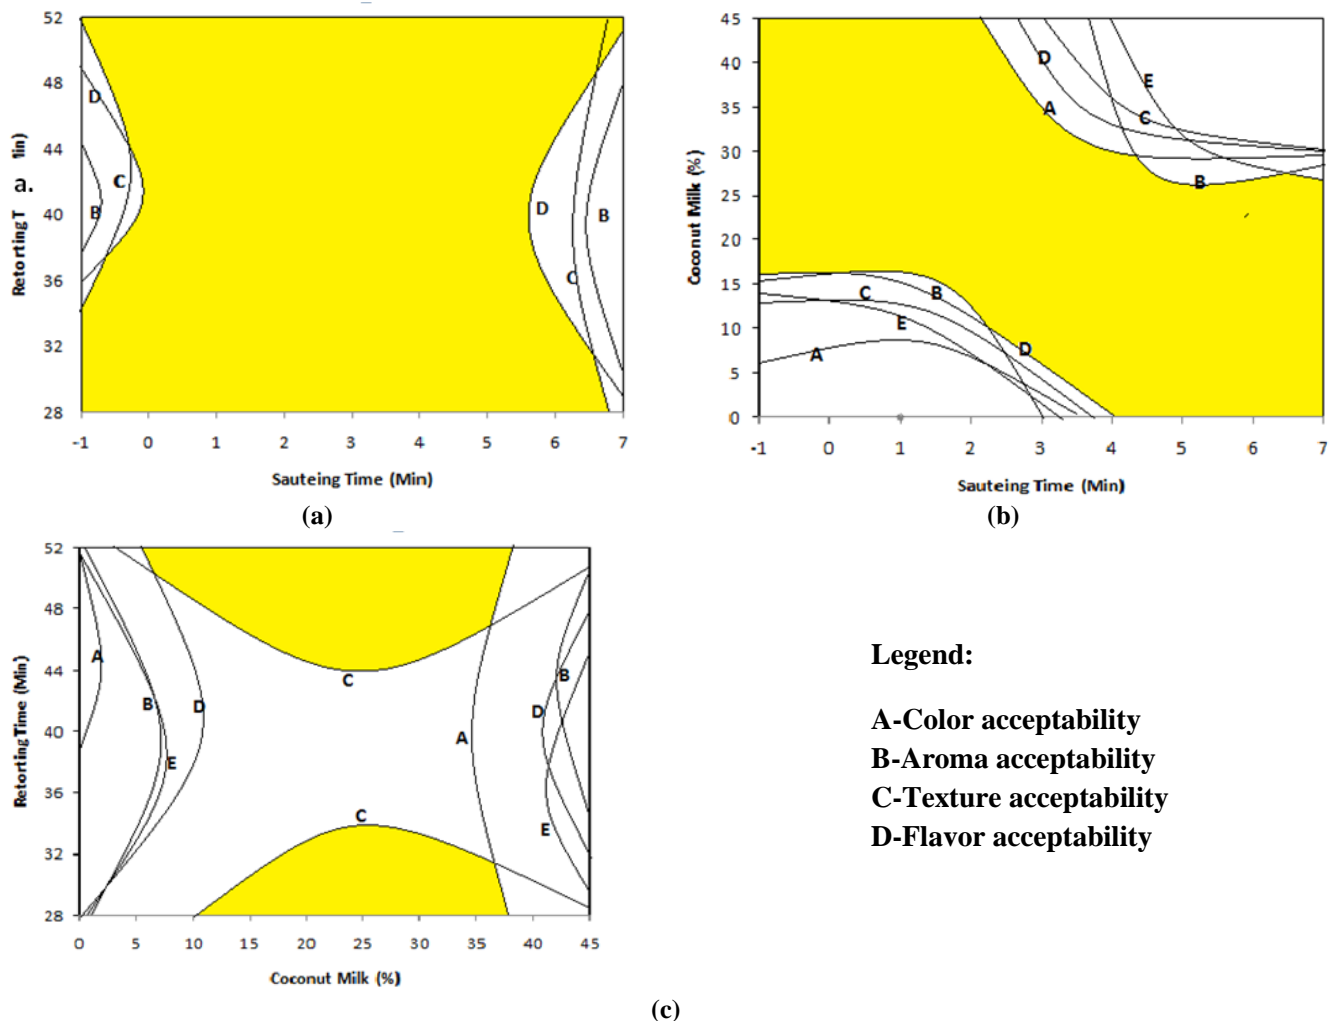 52
48
44
40
36
32
28
a.
D
C
B
D
C
B
-1 0 1 2 3 4 5 6 7
Sauteing Time (Min)
(a)
45
40
35
30
25
20
15
10
5
0
Coconut Milk (%)
D
A
E
C
B
C
B
E
A
D
-1 0 1 2 3 4 5 6 7
Sauteing Time (Min)
(b)
52
48
44
40
36
32
28
Retorting Time (Min)
A
B
D
E
C
A
D
B
E
C
0 5 10 15 20 25 30 35 40 45
Coconut Milk (%)
(c)
Legend:
A-Color acceptability
B-Aroma acceptability
C-Texture acceptability
D-Flavor acceptability